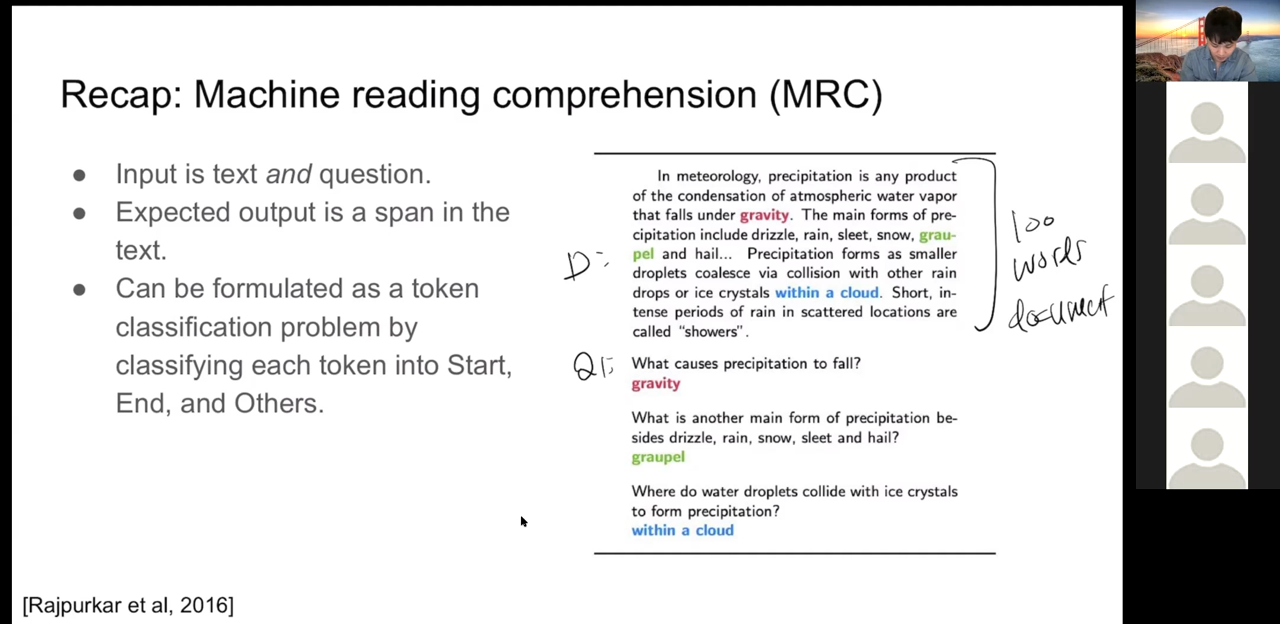 Recap: Machine reading comprehension (MRC)
● Input is text and question.
● Expected output is a span in the
text.
● Can be formulated as a token
classification problem by
classifying each token into Start,
End, and Others.
[Rajpurkar et al, 2016]
D:
In meteorology, precipitation is any product
of the condensation of atmospheric water vapor
that falls under gravity. The main forms of pre-
cipitation include drizzle, rain, sleet, snow, grau-
pel and hail... Precipitation forms as smaller
droplets coalesce via collision with other rain
drops or ice crystals within a cloud. Short, in-
tense periods of rain in scattered locations are
called “showers”.
100
words
document
Q1:
What causes precipitation to fall?
gravity
What is another main form of precipitation be-
sides drizzle, rain, snow, sleet and hail?
graupel
Where do water droplets collide with ice crystals
to form precipitation?
within a cloud